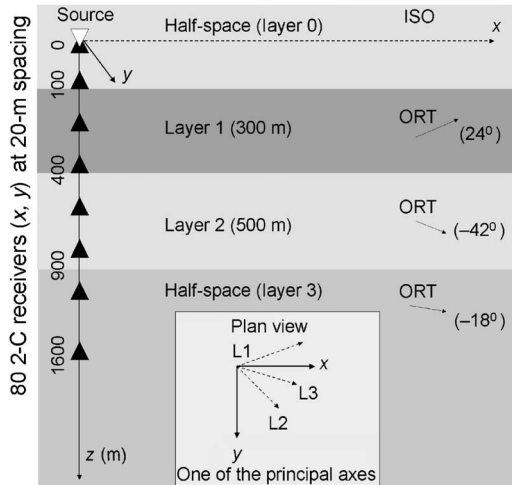 Source
Half-space (layer 0)
ISO
x
y
0
100
400
900
1600
z (m)
80 2-C receivers (x, y) at 20-m spacing
Layer 1 (300 m)
ORT
(24⁰)
Layer 2 (500 m)
ORT
(–42⁰)
Half-space (layer 3)
ORT
(–18⁰)
Plan view
L1
x
L3
L2
y
One of the principal axes